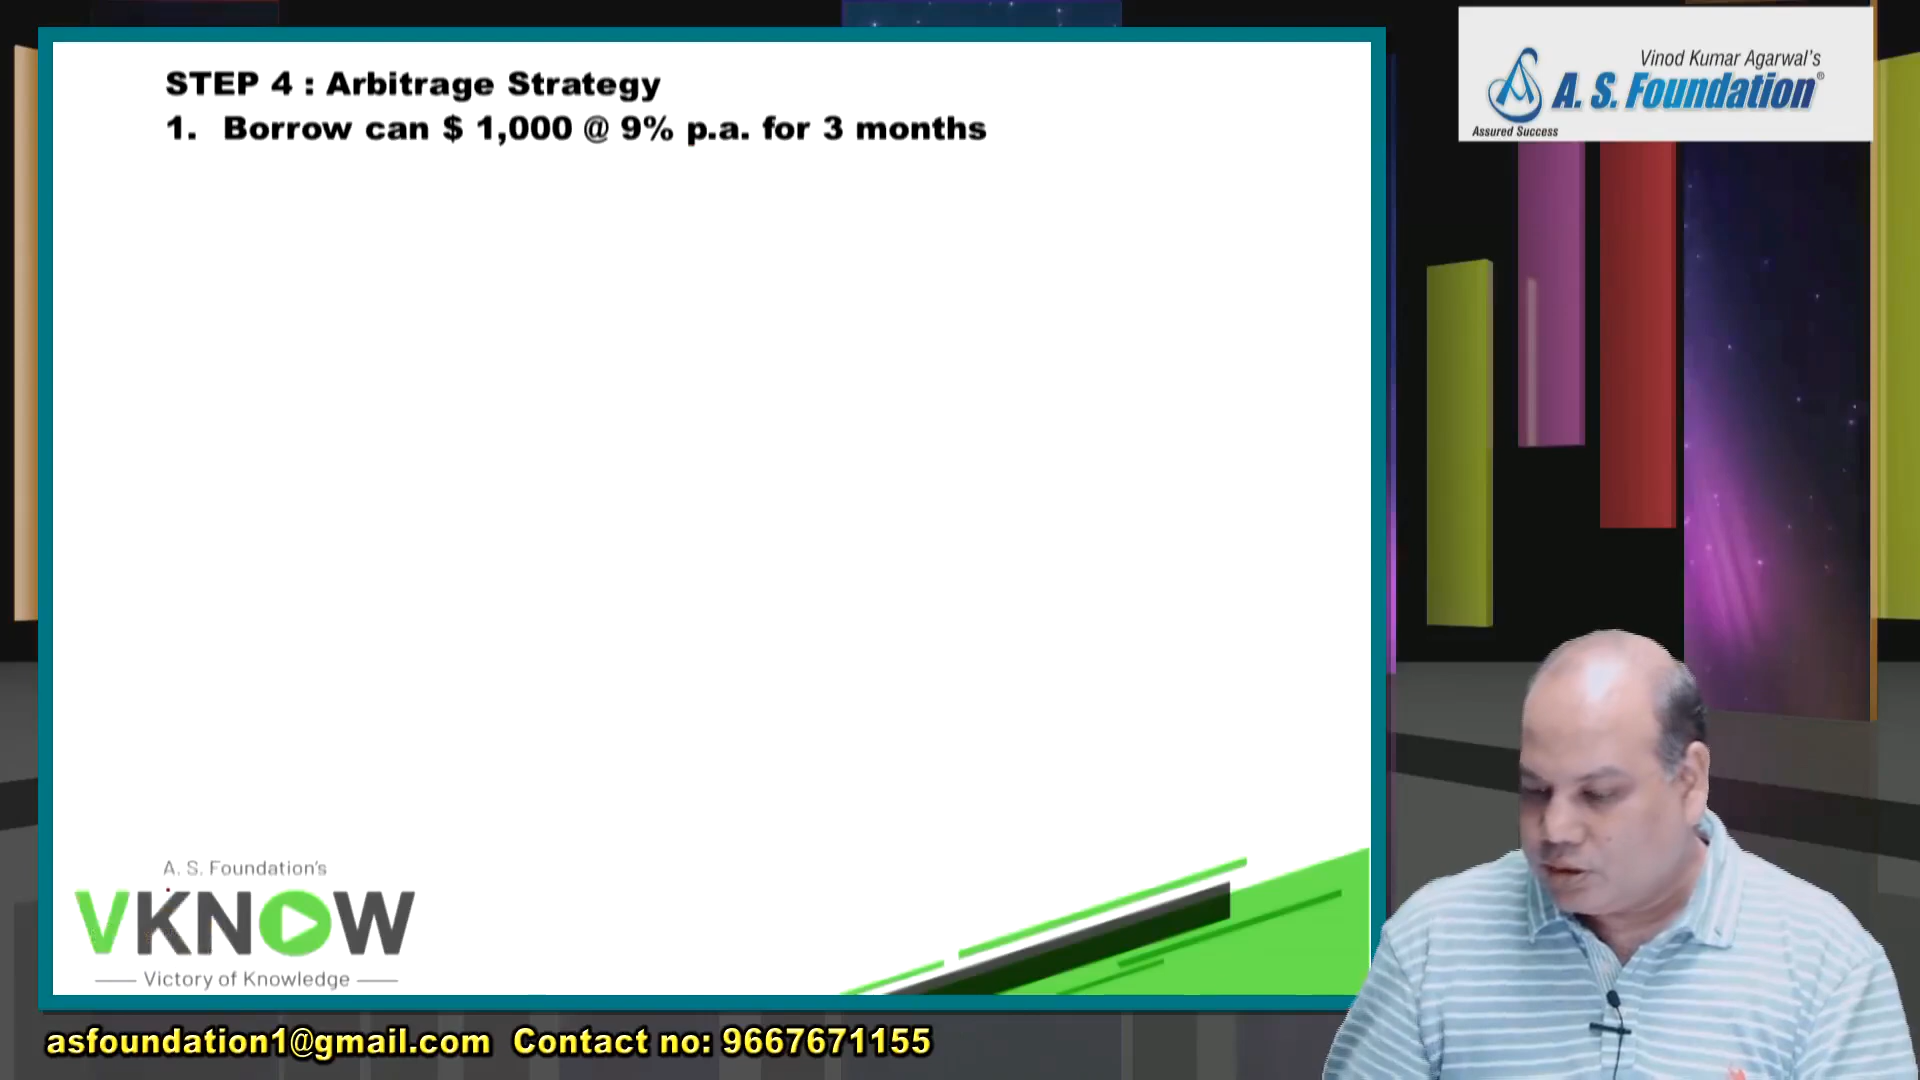 STEP 4 : Arbitrage Strategy
1. Borrow can $ 1,000 @ 9% p.a. for 3 months
Vinod Kumar Agarwal's
A. S. Foundation®
Assured Success
A. S. Foundation's
VKNOW
Victory of Knowledge
asfoundation1@gmail.com Contact no: 9667671155